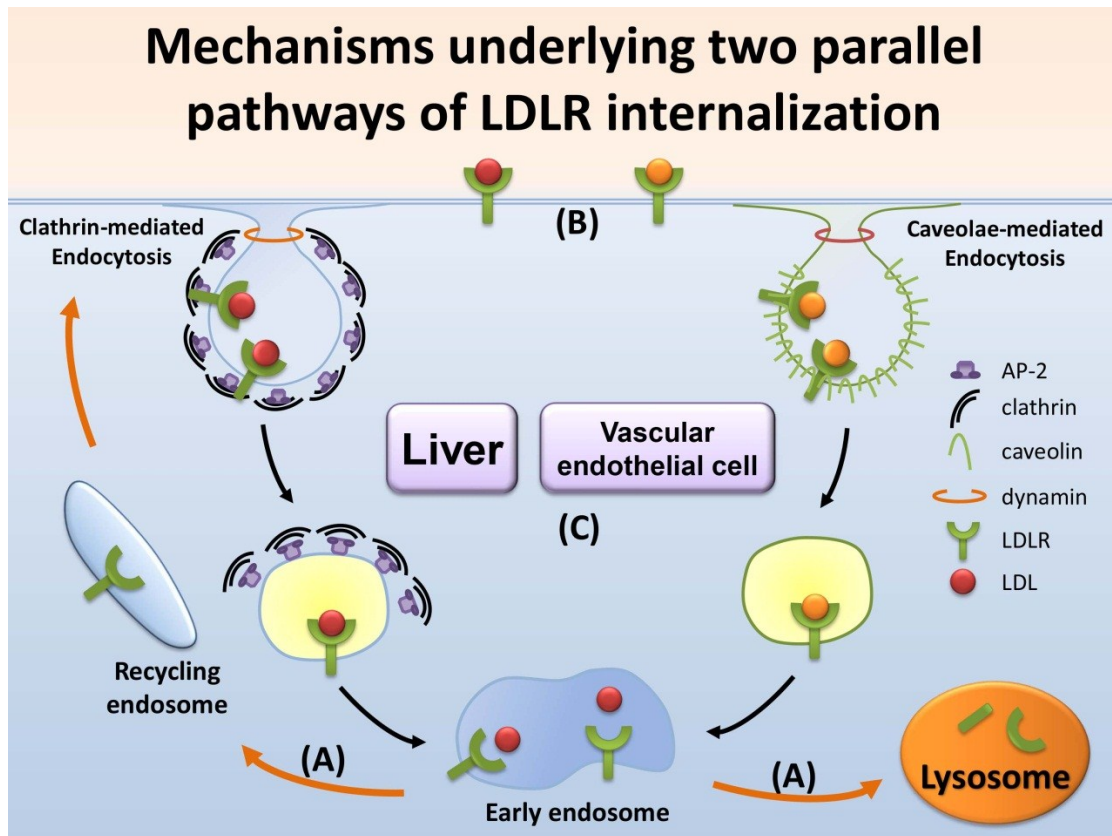 Mechanisms underlying two parallel
pathways of LDLR internalization
(B)
Clathrin-mediated
Endocytosis
Caveolae-mediated
Endocytosis
AP-2
clathrin
caveolin
dynamin
LDLR
LDL
Liver
Vascular
endothelial cell
(C)
Recycling
endosome
(A)
Early endosome
(A)
Lysosome